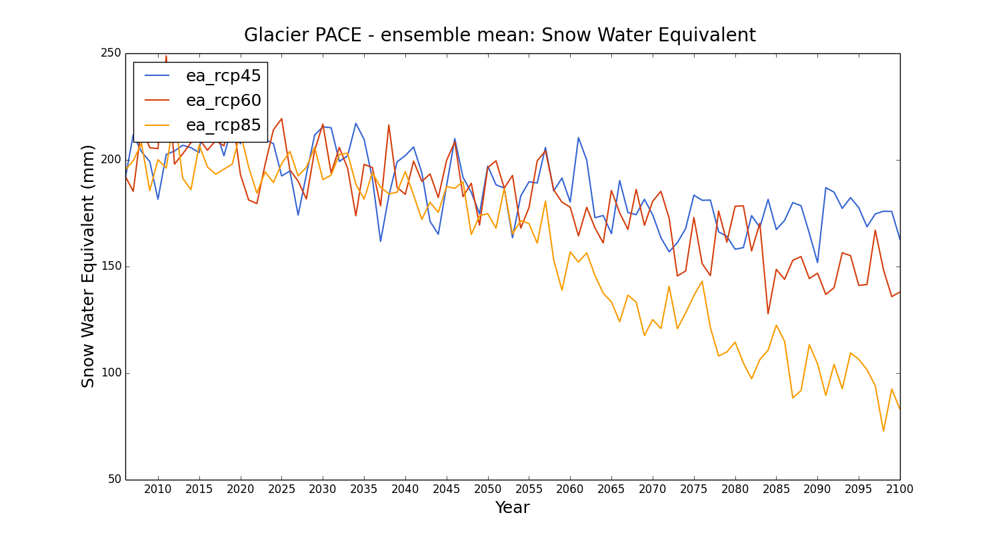 Glacier PACE - ensemble mean: Snow Water Equivalent
250
200
150
100
50
Snow Water Equivalent (mm)
ea_rcp45
ea_rcp60
ea_rcp85
2010 2015 2020 2025 2030 2035 2040 2045 2050 2055 2060 2065 2070 2075 2080 2085 2090 2095 2100
Year